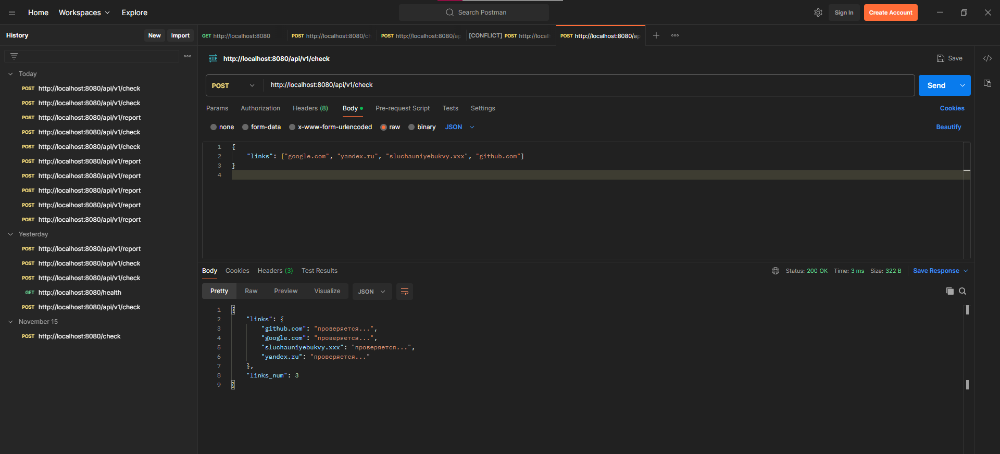 Home Workspaces Explore Search Postman Sign In Create Account
History New Import
GET http://localhost:8080 POST http://localhost:8080/ch POST http://localhost:8080/ap [CONFLICT] POST http://local POST http://localhost:8080/ap
HTTP http://localhost:8080/api/v1/check Save
POST http://localhost:8080/api/v1/check Send
Params Authorization Headers (8) Body Pre-request Script Tests Settings Cookies
none form-data x-www-form-urlencoded raw binary JSON Beautify
1 {
2 "links": ["google.com", "yandex.ru", "sluchauniyebukvy.xxx", "github.com"]
3 }
4
Today
POST http://localhost:8080/api/v1/check
POST http://localhost:8080/api/v1/check
POST http://localhost:8080/api/v1/report
POST http://localhost:8080/api/v1/check
POST http://localhost:8080/api/v1/check
POST http://localhost:8080/api/v1/report
POST http://localhost:8080/api/v1/report
POST http://localhost:8080/api/v1/report
POST http://localhost:8080/api/v1/report
POST http://localhost:8080/api/v1/report
Yesterday
POST http://localhost:8080/api/v1/report
POST http://localhost:8080/api/v1/check
POST http://localhost:8080/api/v1/check
GET http://localhost:8080/health
POST http://localhost:8080/api/v1/check
November 15
POST http://localhost:8080/check
Body Cookies Headers (3) Test Results Status: 200 OK Time: 3 ms Size: 322 B Save Response
Pretty Raw Preview Visualize JSON
1 {
2 "links": {
3 "github.com": "проверяется...",
4 "google.com": "проверяется...",
5 "sluchauniyebukvy.xxx": "проверяется...",
6 "yandex.ru": "проверяется..."
7 },
8 "links_num": 3
9 }